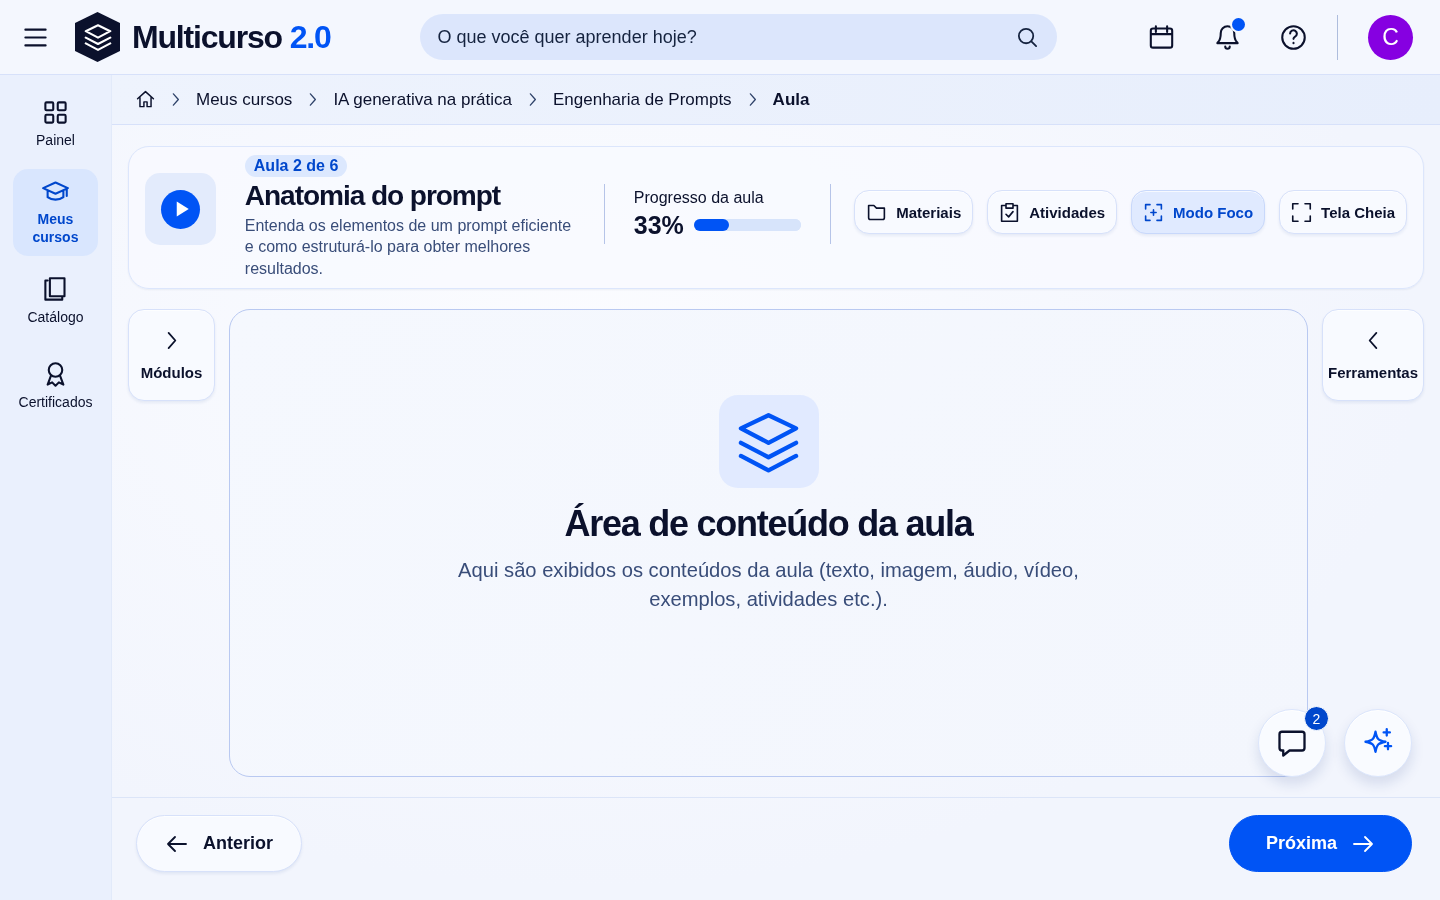 Multicurso 2.0
O que você quer aprender hoje?
C
Meus cursos
IA generativa na prática
Engenharia de Prompts
Aula
Painel
Meus
cursos
Catálogo
Certificados
Aula 2 de 6
Anatomia do prompt
Entenda os elementos de um prompt eficiente
e como estruturá-lo para obter melhores
resultados.
Progresso da aula
33%
Materiais
Atividades
Modo Foco
Tela Cheia
Módulos
Ferramentas
Área de conteúdo da aula
Aqui são exibidos os conteúdos da aula (texto, imagem, áudio, vídeo,
exemplos, atividades etc.).
2
Anterior
Próxima